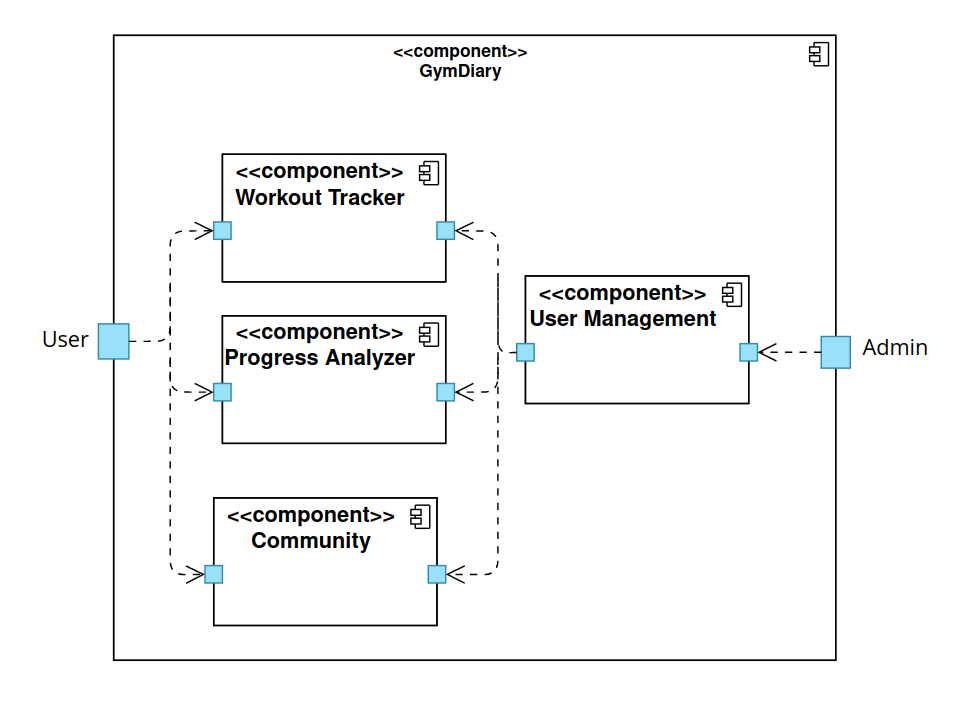 <<component>>
GymDiary
<<component>>
Workout Tracker
<<component>>
User Management
User
<<component>>
Progress Analyzer
Admin
<<component>>
Community